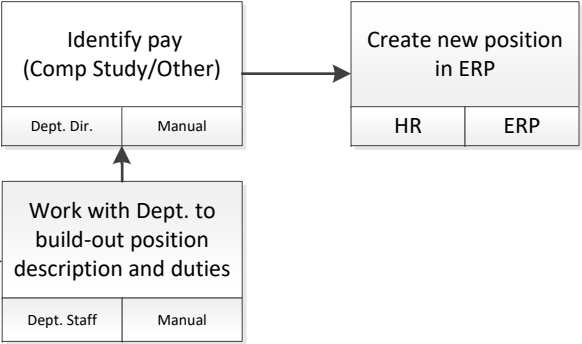 Identify pay
(Comp Study/Other)
Dept. Dir.
Manual
Create new position
in ERP
HR
ERP
Work with Dept. to
build-out position
description and duties
Dept. Staff
Manual